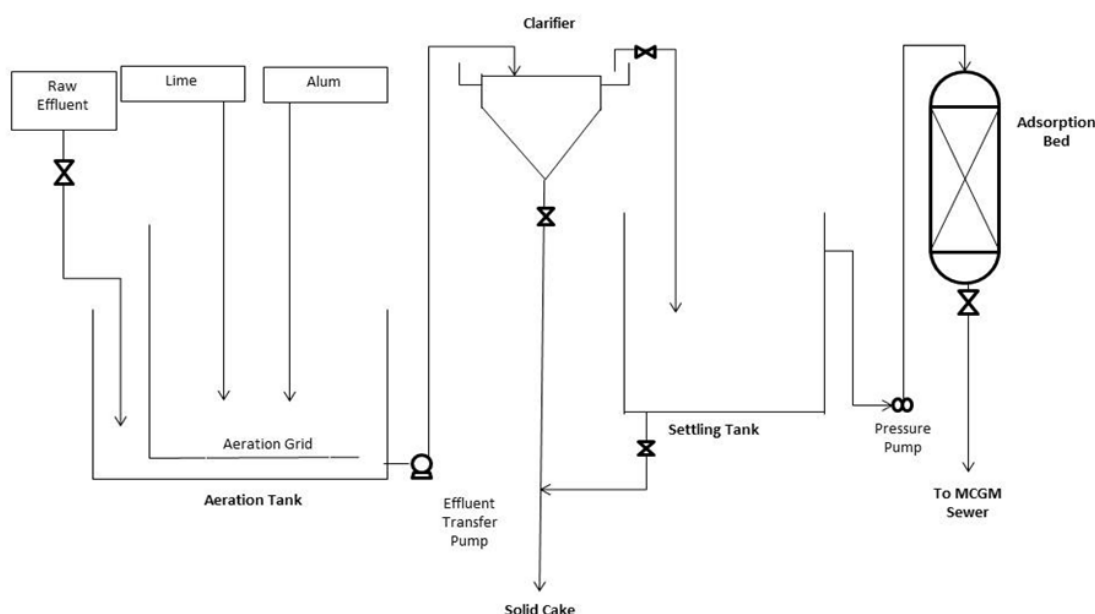 Clarifier
Raw
Effluent
Lime
Alum
Adsorption
Bed
Aeration Grid
Aeration Tank
Effluent
Transfer
Pump
Settling Tank
Pressure
Pump
To MCGM
Sewer
Solid Cake